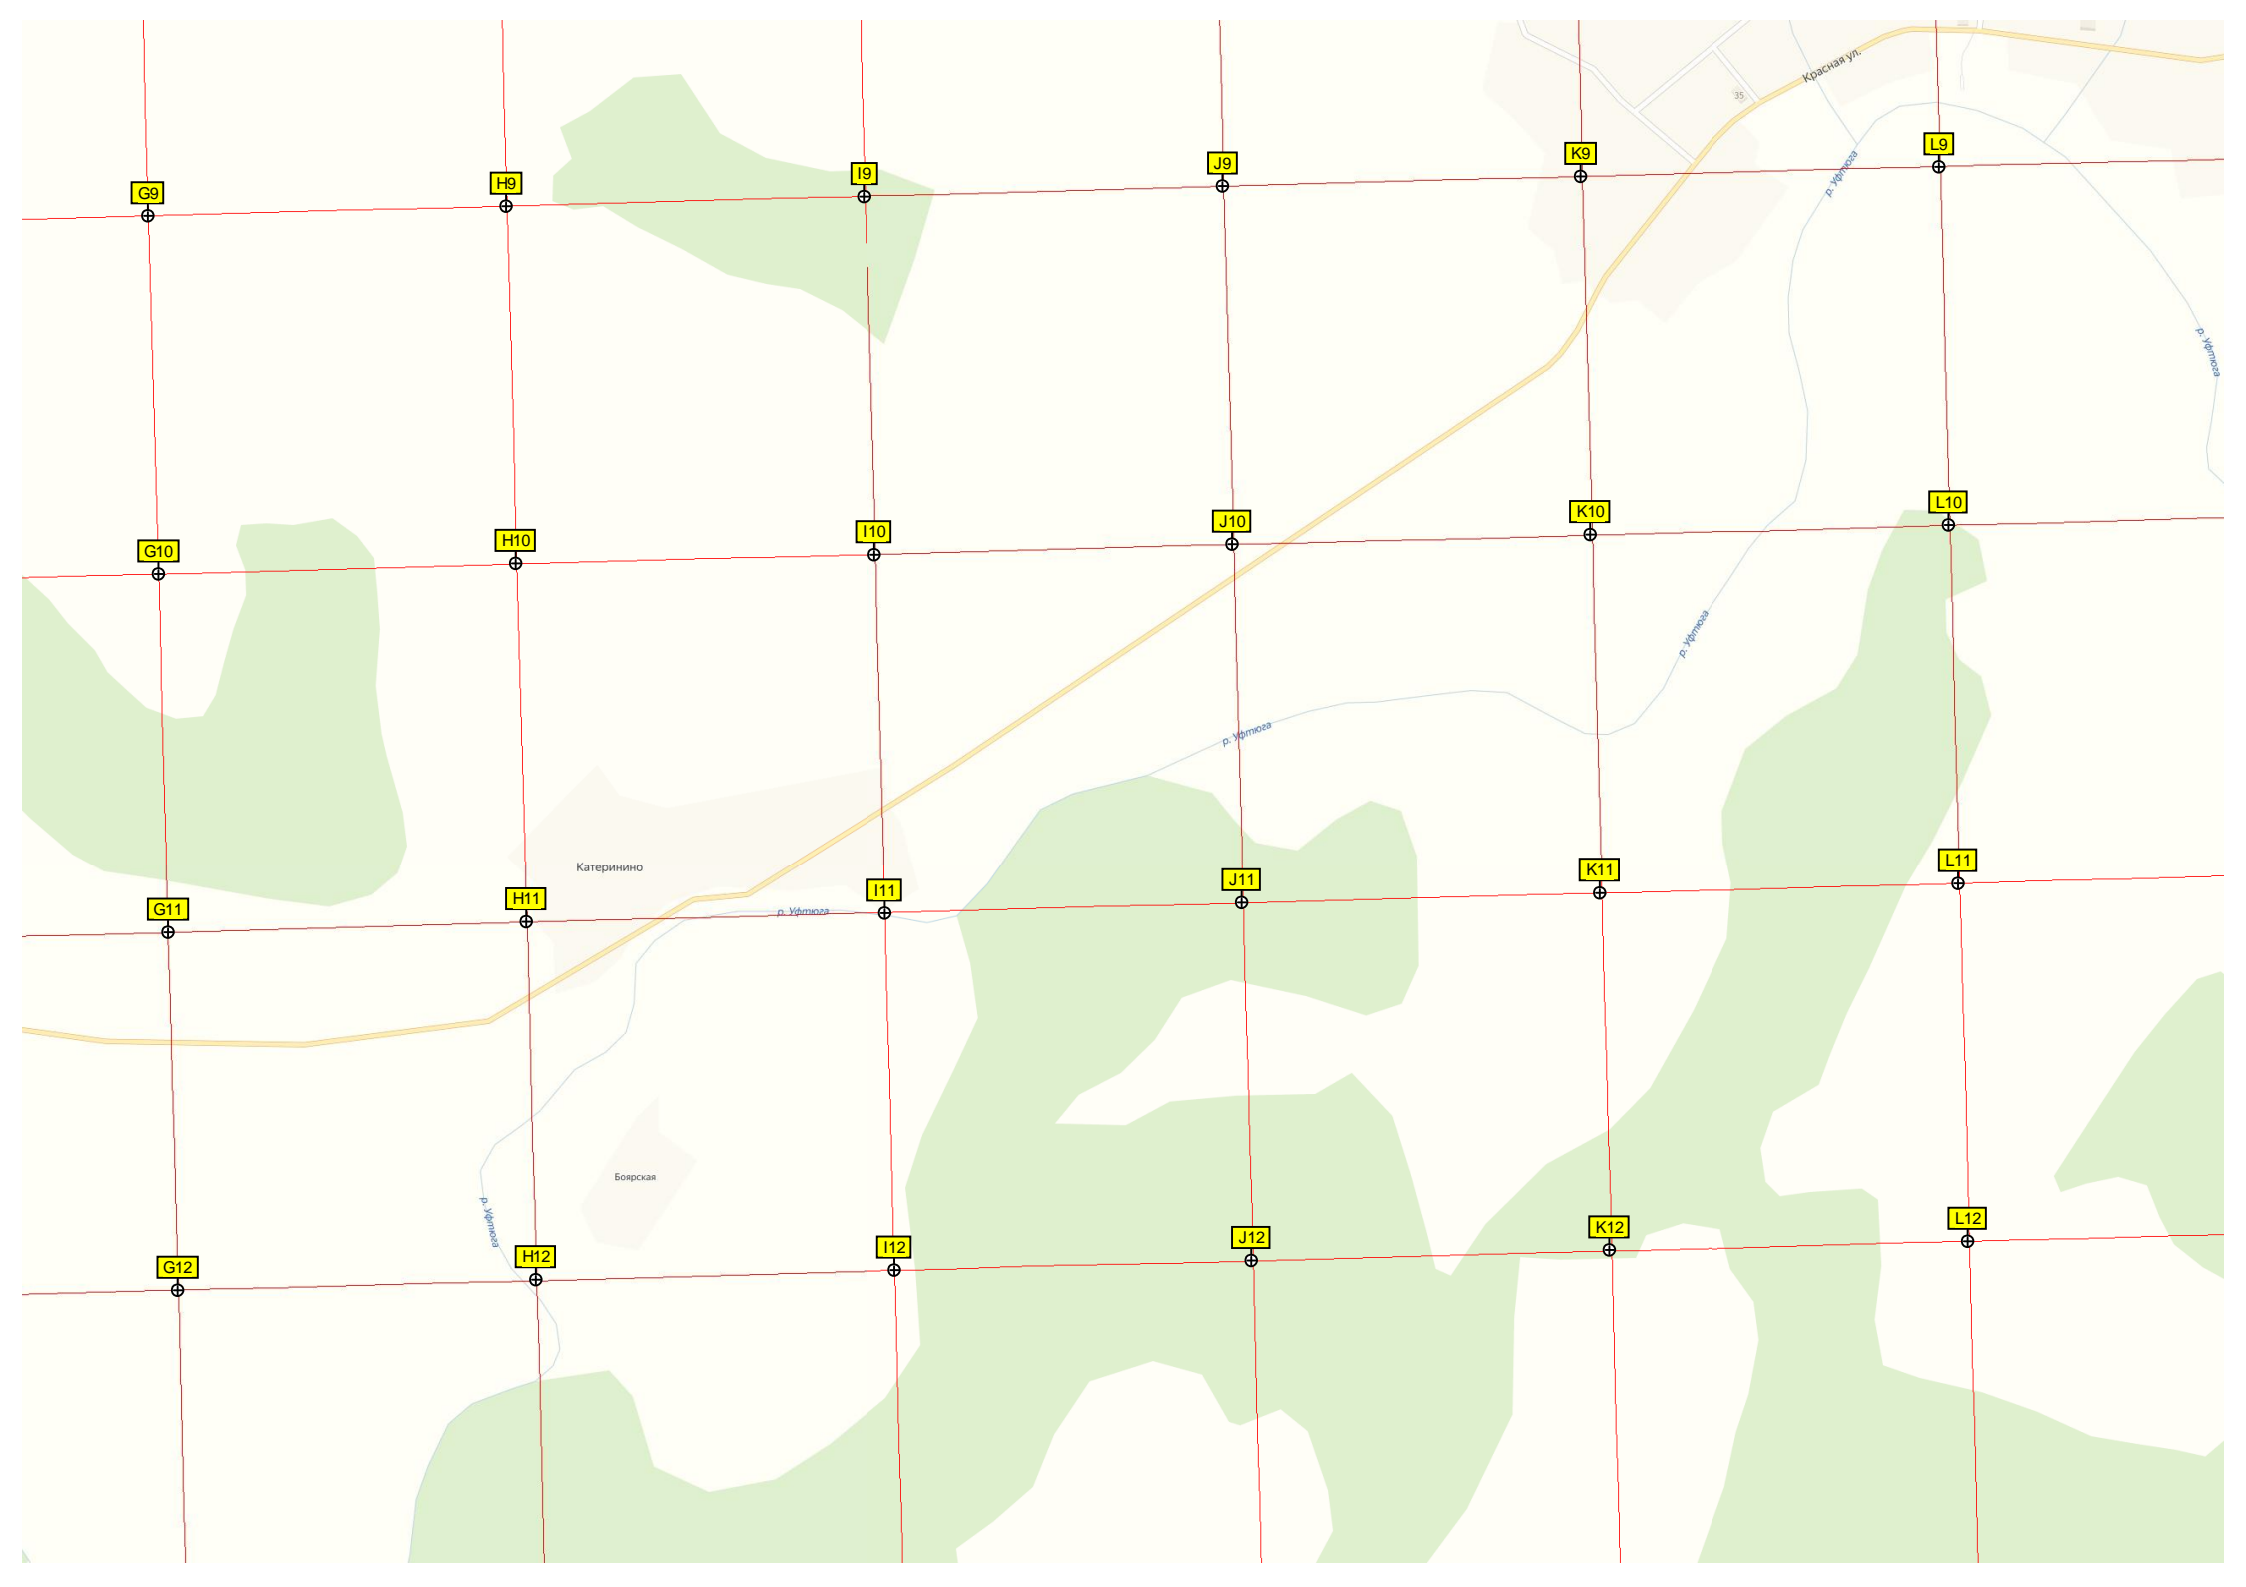 Красная ул.
35
L9
K9
J9
I9
H9
G9
р. Уфтюга
р. Уфтюга
L10
K10
J10
I10
H10
G10
р. Уфтюга
р. Уфтюга
L11
K11
J11
I11
H11
G11
Катеринино
р. Уфтюга
Боярская
р. Уфтюга
L12
K12
J12
I12
H12
G12